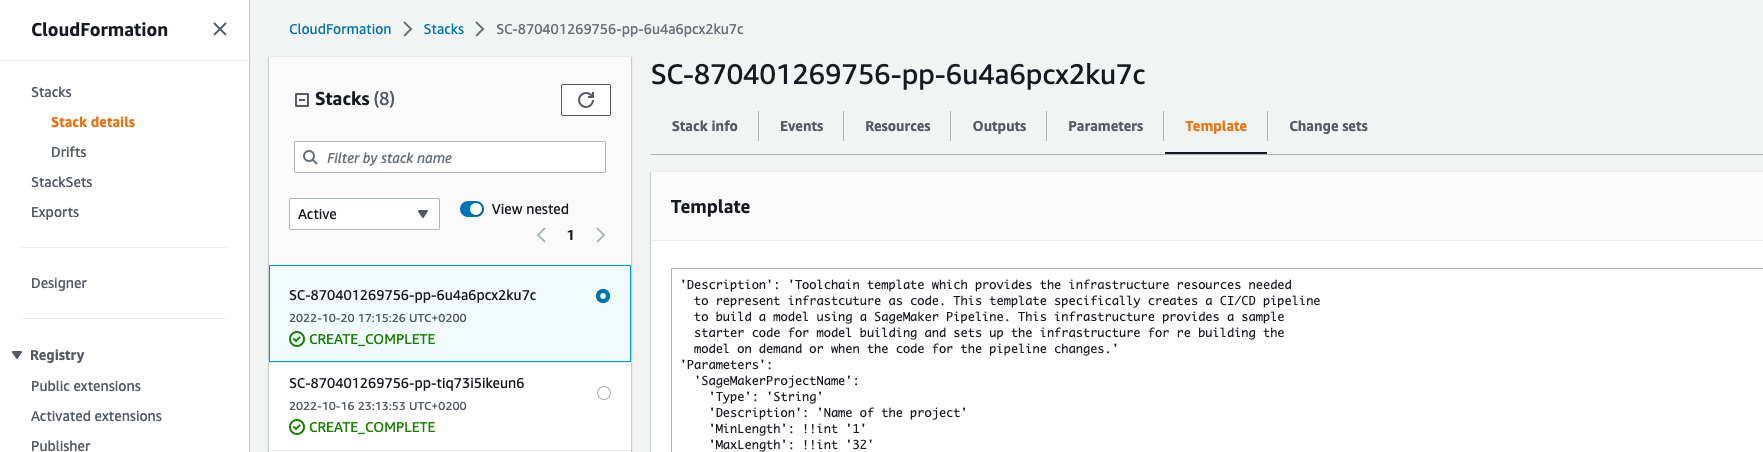 CloudFormation
Stacks
Stack details
Drifts
StackSets
Exports
Designer
Registry
Public extensions
Activated extensions
Publisher
CloudFormation > Stacks > SC-870401269756-pp-6u4a6pcx2ku7c
Stacks (8)
Filter by stack name
Active
View nested
1
SC-870401269756-pp-6u4a6pcx2ku7c
2022-10-20 17:15:26 UTC+0200
CREATE_COMPLETE
SC-870401269756-pp-tiq73i5ikeun6
2022-10-16 23:13:53 UTC+0200
CREATE_COMPLETE
SC-870401269756-pp-6u4a6pcx2ku7c
Stack info Events Resources Outputs Parameters Template Change sets
Template
'Description': 'Toolchain template which provides the infrastructure resources needed
to represent infrastcuture as code. This template specifically creates a CI/CD pipeline
to build a model using a SageMaker Pipeline. This infrastructure provides a sample
starter code for model building and sets up the infrastructure for re building the
model on demand or when the code for the pipeline changes.'
'Parameters':
'SageMakerProjectName':
'Type': 'String'
'Description': 'Name of the project'
'MinLength': !!int '1'
'MaxLength': !!int '32'